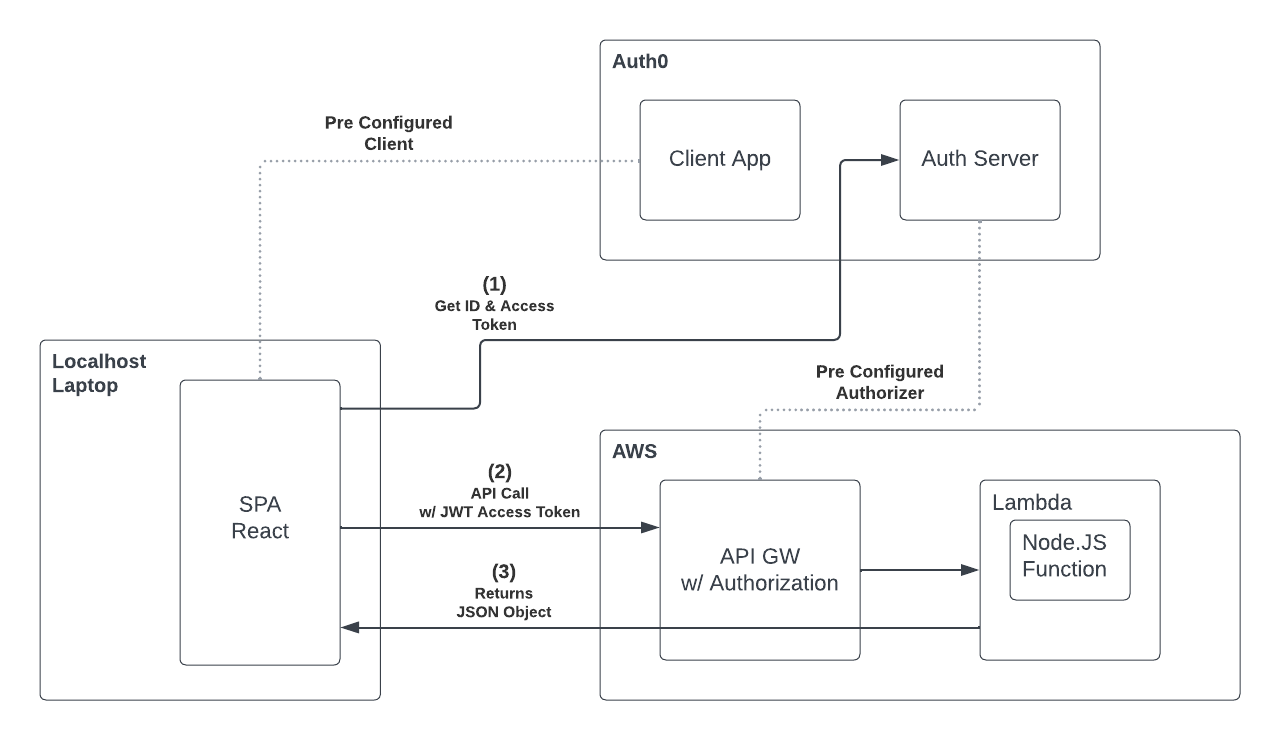 Auth0
Client App
Auth Server
Pre Configured
Client
(1)
Get ID & Access
Token
Localhost
Laptop
SPA
React
Pre Configured
Authorizer
AWS
(2)
API Call
w/ JWT Access Token
API GW
w/ Authorization
Lambda
Node.JS
Function
(3)
Returns
JSON Object